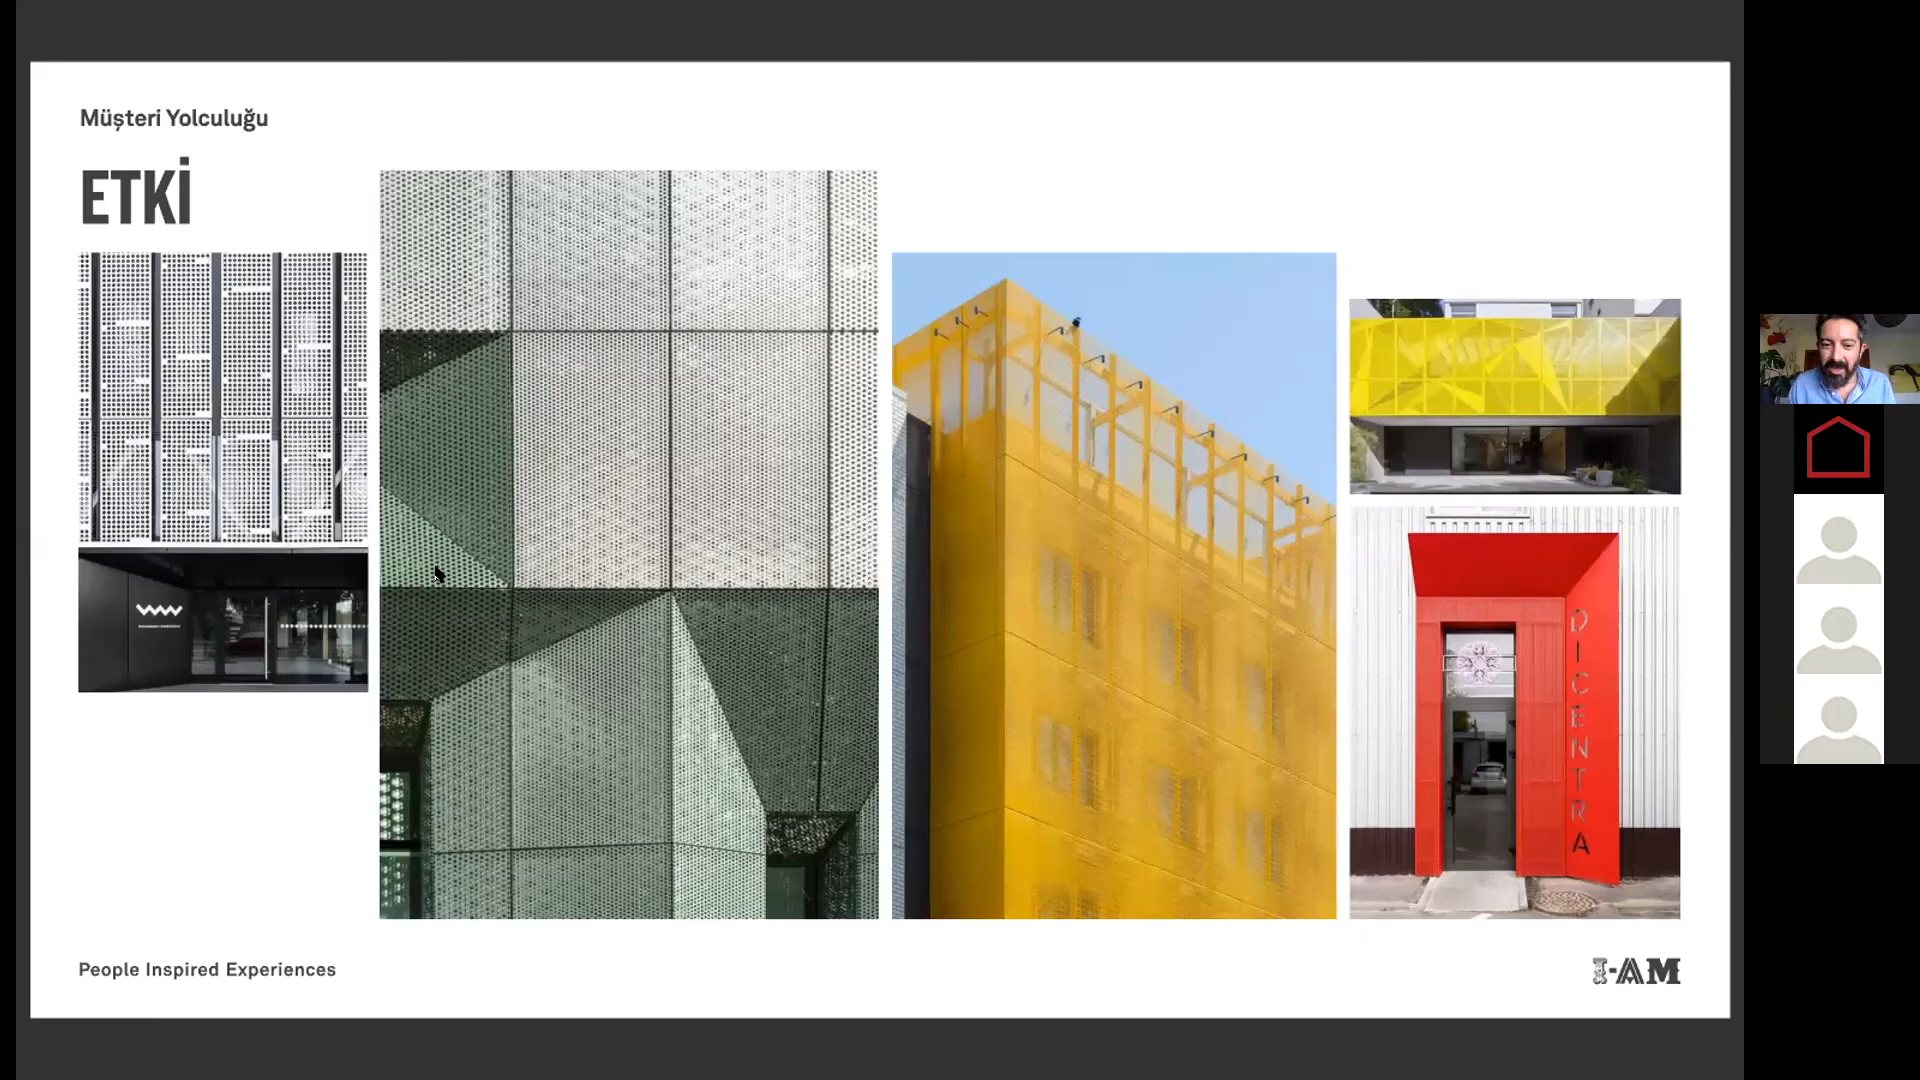 Müşteri Yolculuğu
ETKİ
DICENTRA
People Inspired Experiences
I-AM